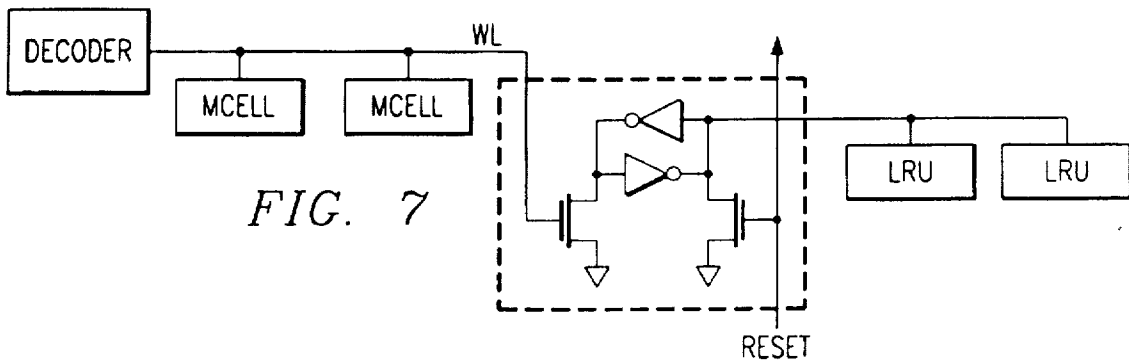 DECODER
WL
MCELL
MCELL
LRU
LRU
FIG. 7
RESET